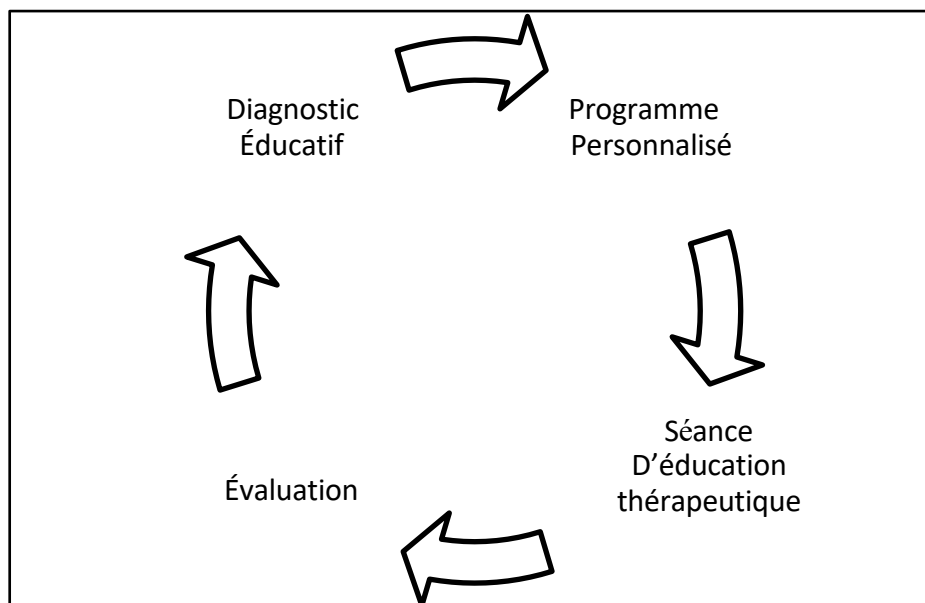 Diagnostic
Éducatif
Programme
Personnalisé
Séance
D’éducation
thérapeutique
Évaluation